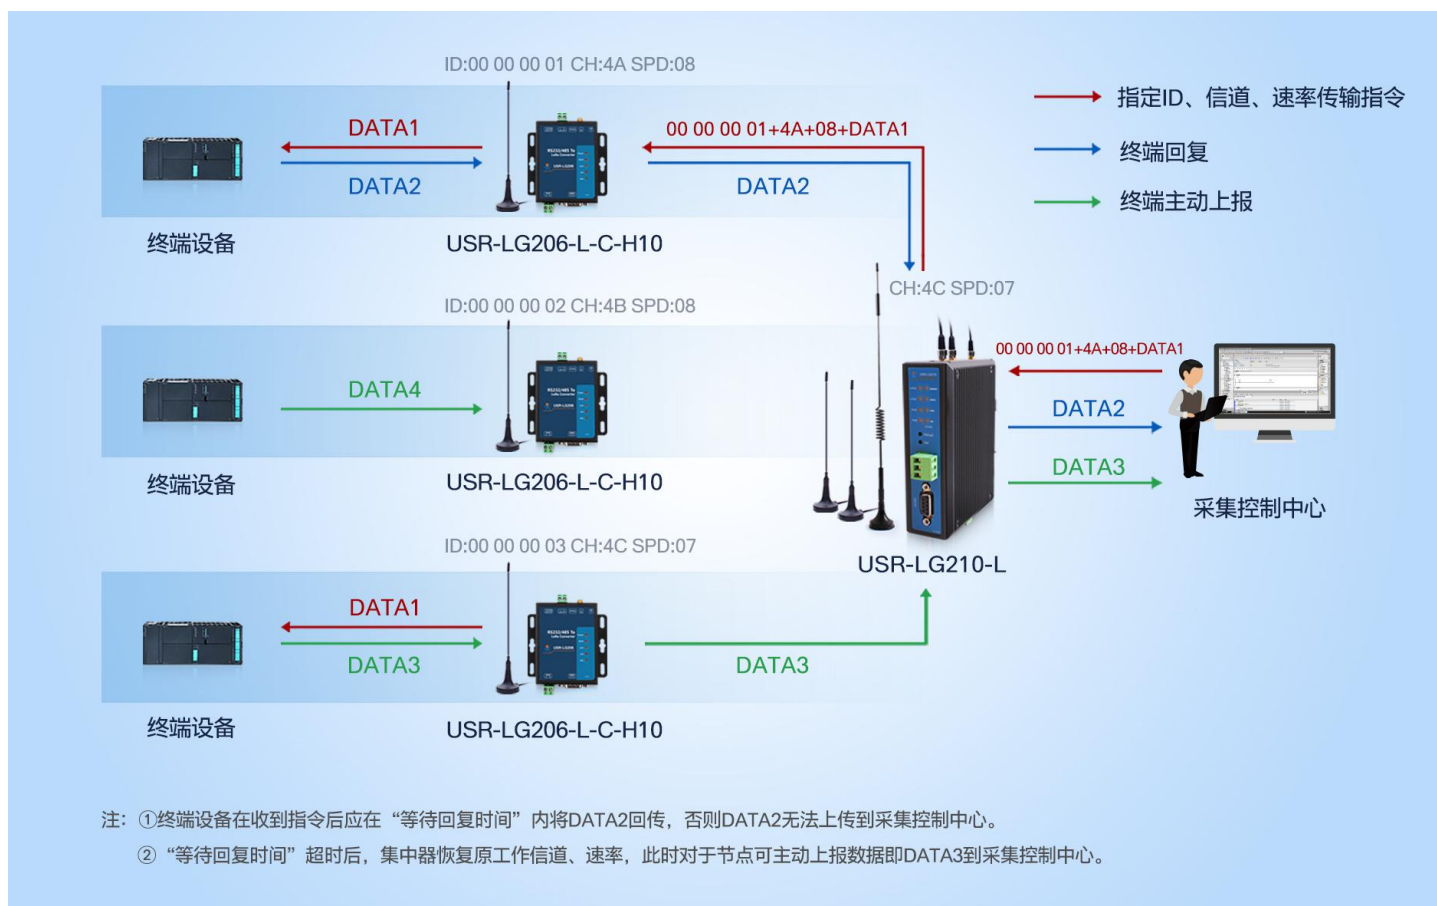 ID:00 00 00 01 CH:4A SPD:08
指定ID、信道、速率传输指令
DATA1
00 00 00 01+4A+08+DATA1
终端回复
DATA2
DATA2
终端主动上报
终端设备
USR-LG206-L-C-H10
CH:4C SPD:07
ID:00 00 00 02 CH:4B SPD:08
00 00 00 01+4A+08+DATA1
DATA4
DATA2
DATA3
终端设备
USR-LG206-L-C-H10
采集控制中心
ID:00 00 00 03 CH:4C SPD:07
USR-LG210-L
DATA1
DATA3
DATA3
终端设备
USR-LG206-L-C-H10
注：①终端设备在收到指令后应在“等待回复时间”内将DATA2回传，否则DATA2无法上传到采集控制中心。
②“等待回复时间”超时后，集中器恢复原工作信道、速率，此时对于节点可主动上报数据即DATA3到采集控制中心。